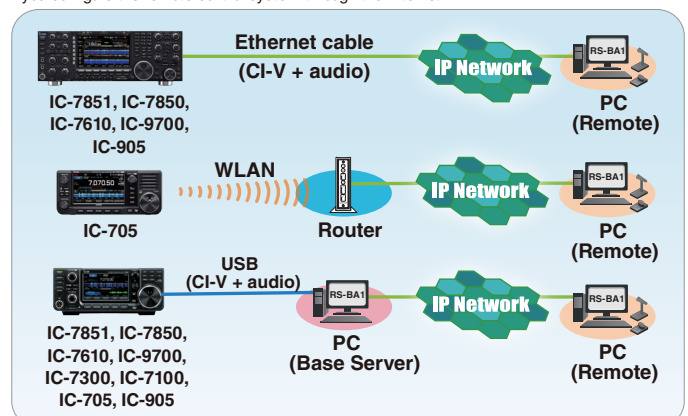 Ethernet cable
(CI-V + audio)
IP Network
RS-BA1
PC
(Remote)
IC-7851, IC-7850,
IC-7610, IC-9700,
IC-905
WLAN
7.070.50
IC-705
Router
IP Network
RS-BA1
PC
(Remote)
USB
(CI-V + audio)
RS-BA1
PC
(Base Server)
IP Network
RS-BA1
PC
(Remote)
IC-7851, IC-7850,
IC-7610, IC-9700,
IC-7300, IC-7100,
IC-705, IC-905